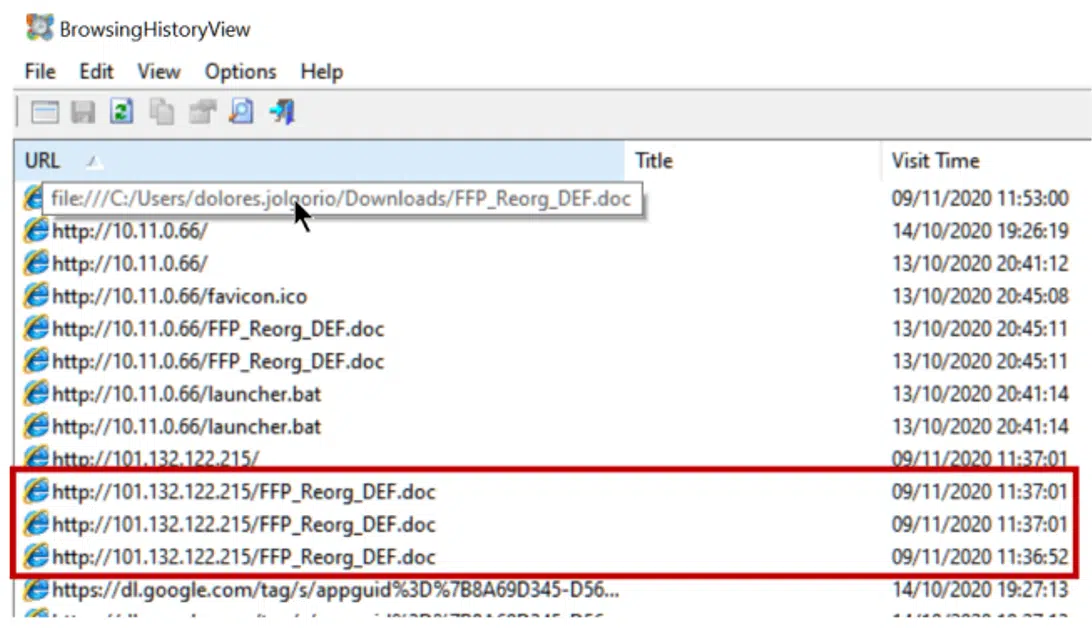 BrowsingHistoryView
File Edit View Options Help
URL Title Visit Time
file:///C:/Users/dolores.jolgorio/Downloads/FFP_Reorg_DEF.doc 09/11/2020 11:53:00
http://10.11.0.66/ 14/10/2020 19:26:19
http://10.11.0.66/ 13/10/2020 20:41:12
http://10.11.0.66/favicon.ico 13/10/2020 20:45:08
http://10.11.0.66/FFP_Reorg_DEF.doc 13/10/2020 20:45:11
http://10.11.0.66/FFP_Reorg_DEF.doc 13/10/2020 20:45:11
http://10.11.0.66/launcher.bat 13/10/2020 20:41:14
http://10.11.0.66/launcher.bat 13/10/2020 20:41:14
http://101.132.122.215/ 09/11/2020 11:37:01
http://101.132.122.215/FFP_Reorg_DEF.doc 09/11/2020 11:37:01
http://101.132.122.215/FFP_Reorg_DEF.doc 09/11/2020 11:37:01
http://101.132.122.215/FFP_Reorg_DEF.doc 09/11/2020 11:36:52
https://dl.google.com/tag/s/appguid%3D%7B8A69D345-D56... 14/10/2020 19:27:13